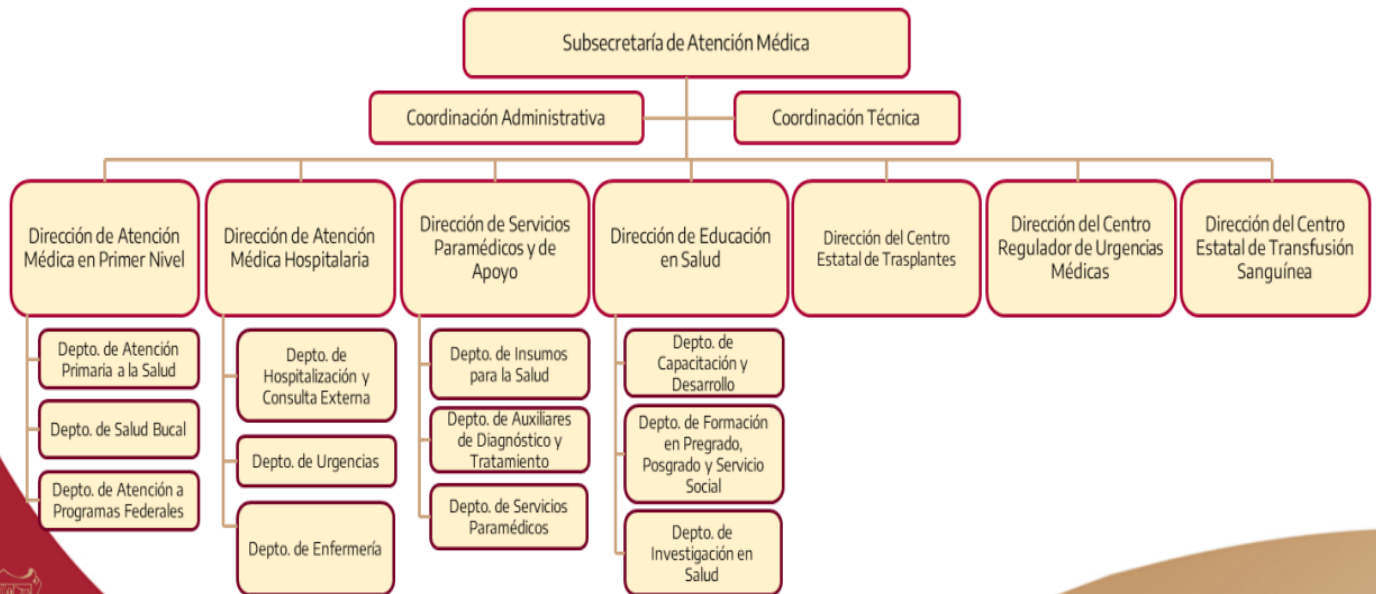 Subsecretaría de Atención Médica
Coordinación Administrativa
Coordinación Técnica
Dirección de Atención
Médica en Primer Nivel
Dirección de Atención
Médica Hospitalaria
Dirección de Servicios
Paramédicos y de
Apoyo
Dirección de Educación
en Salud
Dirección del Centro
Estatal de Trasplantes
Dirección del Centro
Regulador de Urgencias
Médicas
Dirección del Centro
Estatal de Transfusión
Sanguínea
Depto. de Atención
Primaria a la Salud
Depto. de Salud Bucal
Depto. de Atención a
Programas Federales
Depto. de
Hospitalización y
Consulta Externa
Depto. de Urgencias
Depto. de Enfermería
Depto. de Insumos
para la Salud
Depto. de Auxiliares
de Diagnóstico y
Tratamiento
Depto. de Servicios
Paramédicos
Depto. de
Capacitación y
Desarrollo
Depto. de Formación
en Pregrado,
Posgrado y Servicio
Social
Depto. de
Investigación en
Salud